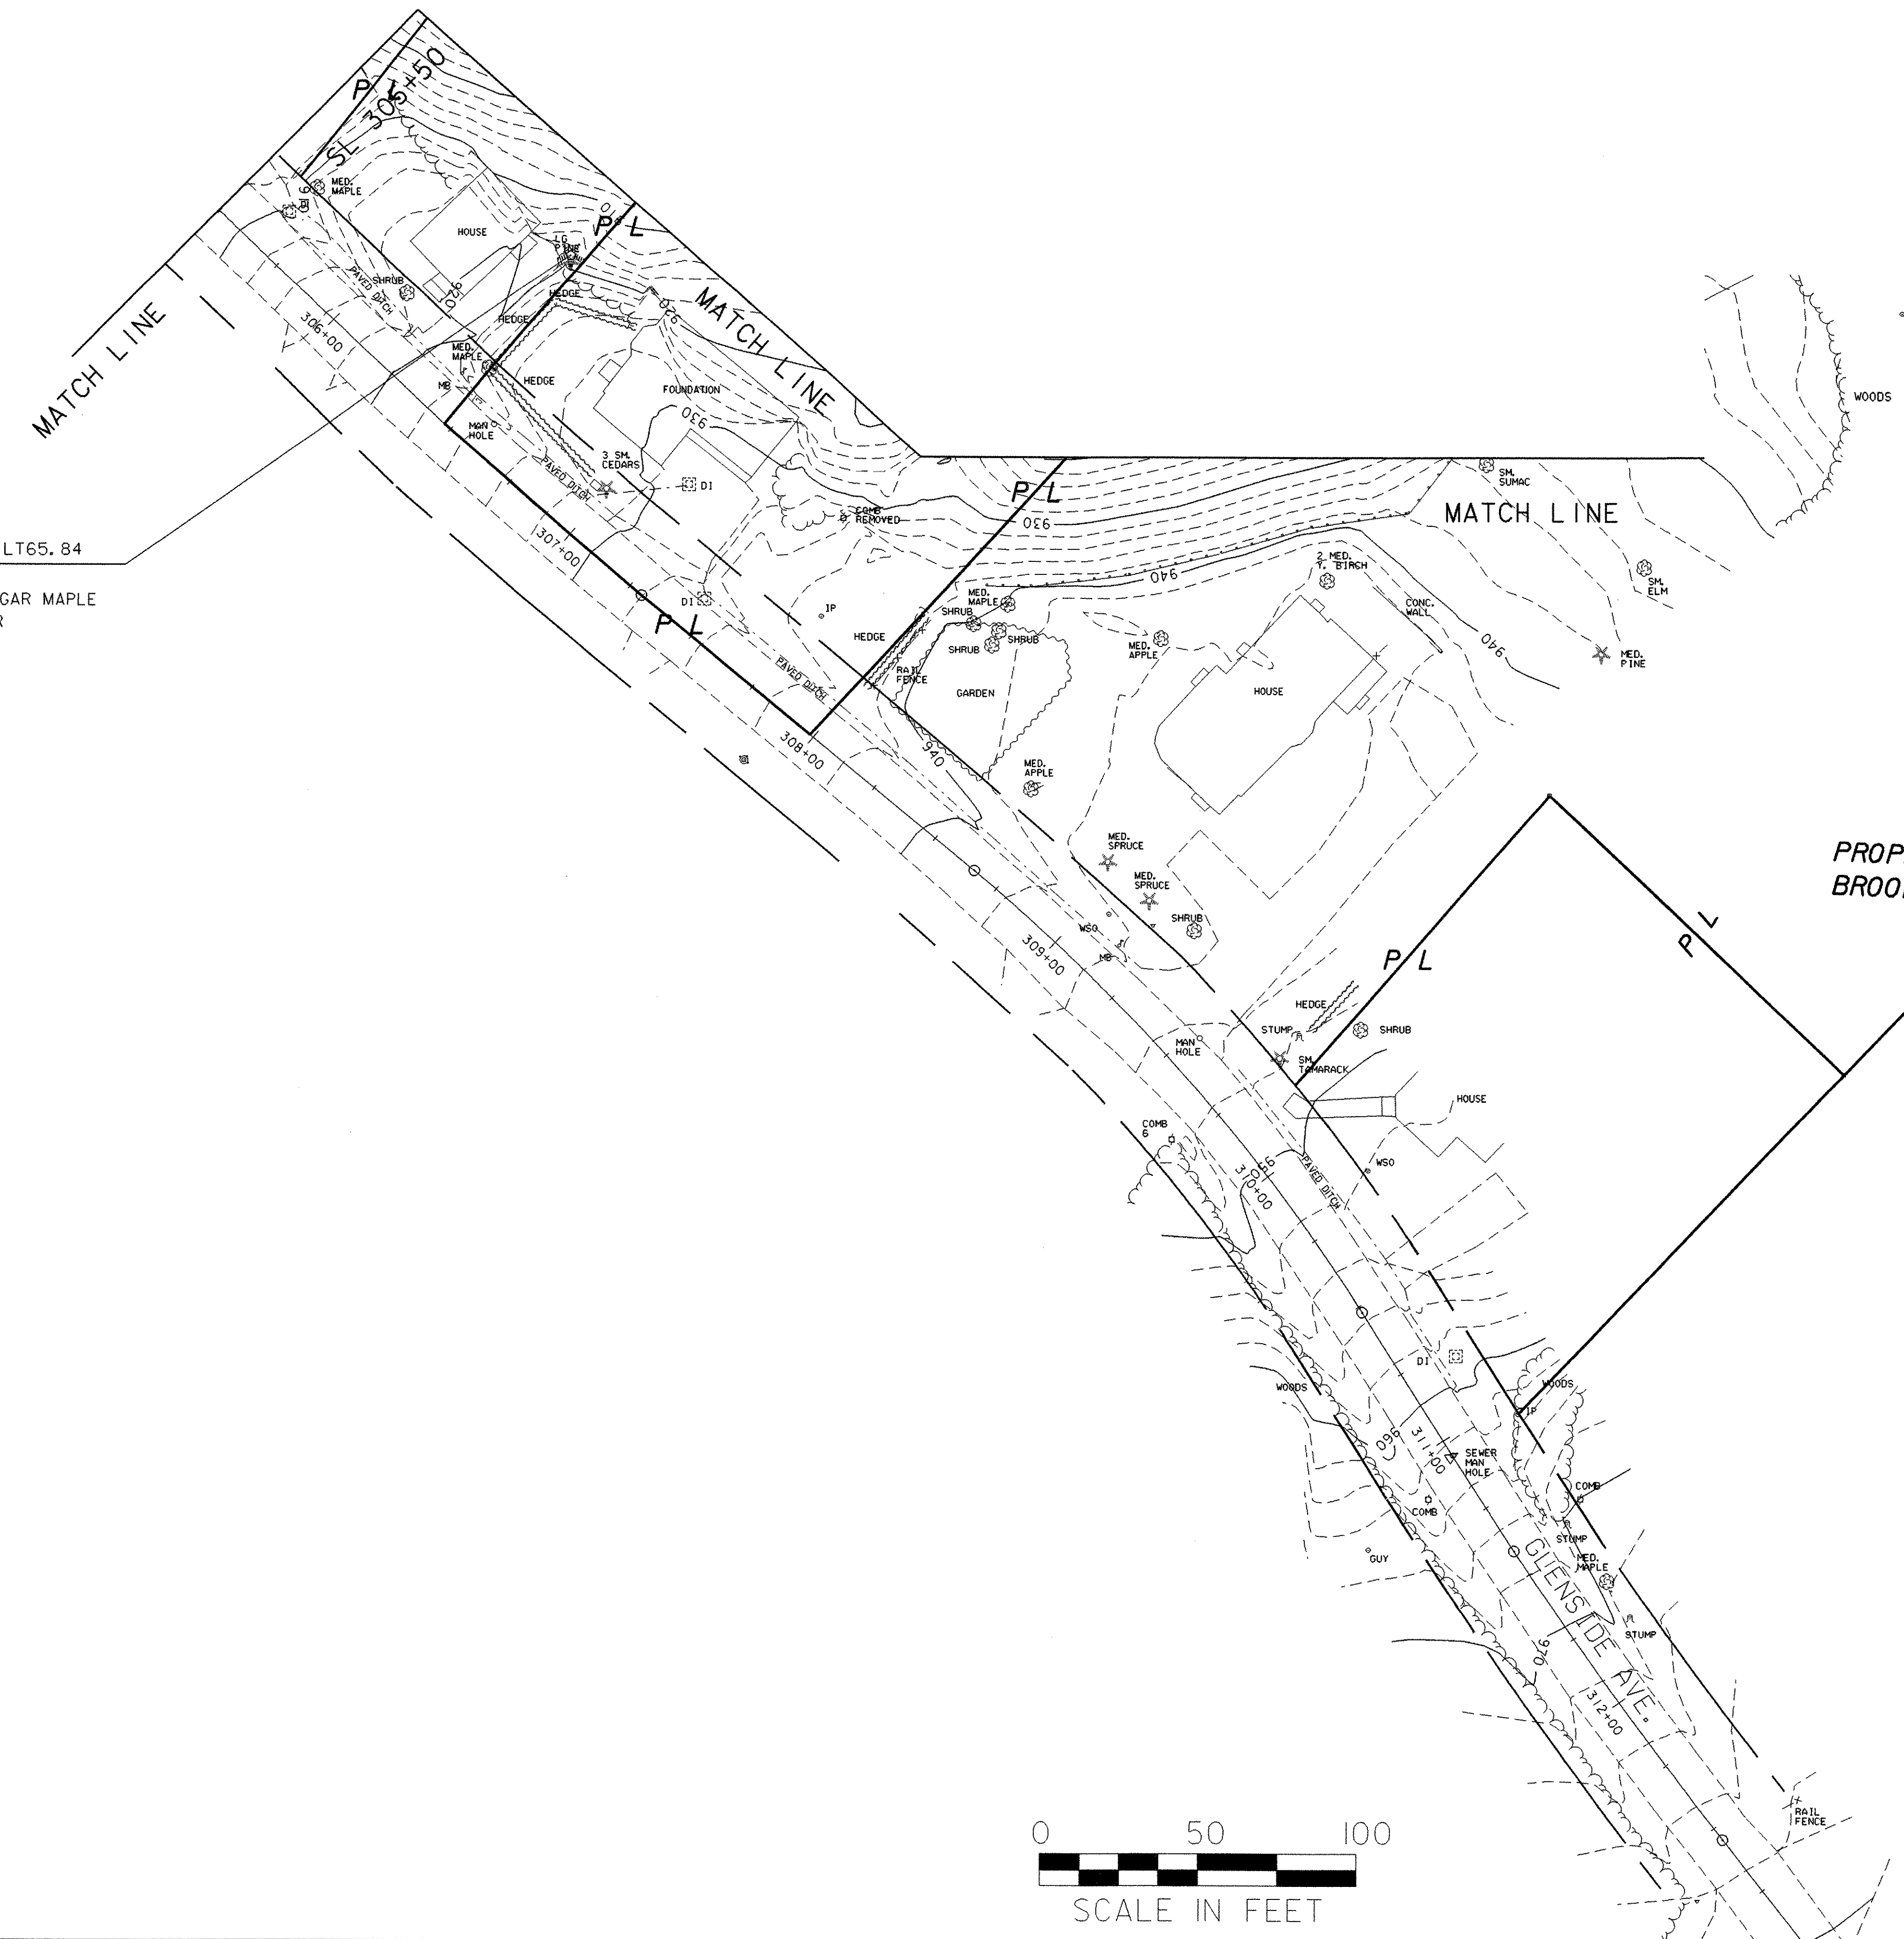 P L
SL 305+50
MED.
MAPLE
DI 9
HOUSE
P L
LG
PINE
910
MATCH LINE
SHRUB
PAVED DITCH
920
HEDGE
HEDGE
920
MATCH LINE
306+00
MED.
MAPLE
MB
HEDGE
FOUNDATION
930
MAN
HOLE
3 SM.
CEDARS
PAVED DITCH
DI
COMB
REMOVED
P L
930
SM.
SUMAC
MATCH LINE
WOODS
307+00
LT65.84
GAR MAPLE
R
DI
P L
IP
HEDGE
940
2 MED.
Y. BIRCH
SM.
ELM
MED.
MAPLE
SHRUB
SHRUB
SHRUB
CONC.
WALL
MED.
APPLE
940
MED.
PINE
PAVED DITCH
RAIL
FENCE
GARDEN
HOUSE
308+00
940
MED.
APPLE
MED.
SPRUCE
MED.
SPRUCE
PROP
BROO
WSO
SHRUB
MB
309+00
P L
P L
HEDGE
STUMP
SHRUB
MAN
HOLE
SM.
TAMARACK
HOUSE
COMB
6
950
310+00
PAVED DITCH
WSO
DI
WOODS
WOODS
IP
960
311+00
SEWER
MAN
HOLE
COMB
COMB
STUMP
GUY
MED.
MAPLE
GLENSIDE AVE.
STUMP
970
312+00
RAIL
FENCE
0 50 100
SCALE IN FEET